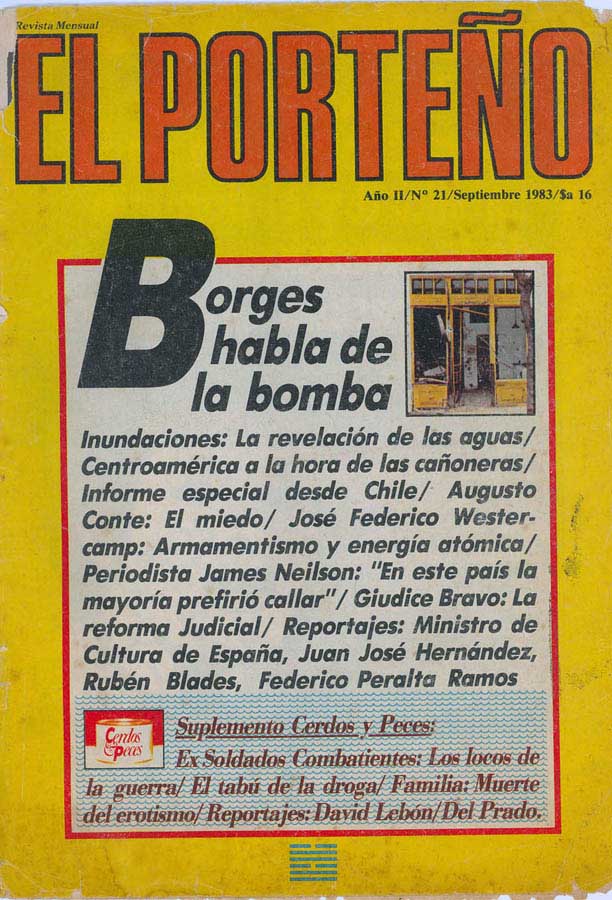 Revista Mensual
EL PORTEÑO
Año II/Nº 21/Septiembre 1983/$a 16
Borges
habla de
la bomba
Inundaciones: La revelación de las aguas/
Centroamérica a la hora de las cañoneras/
Informe especial desde Chile/ Augusto
Conte: El miedo/ José Federico Wester-
camp: Armamentismo y energía atómica/
Periodista James Neilson: "En este país la
mayoría prefirió callar"/ Giudice Bravo: La
reforma Judicial/ Reportajes: Ministro de
Cultura de España, Juan José Hernández,
Rubén Blades, Federico Peralta Ramos
Cerdos
& Peces
Suplemento Cerdos y Peces:
Ex Soldados Combatientes: Los locos de
la guerra/ El tabú de la droga/ Familia: Muerte
del erotismo/ Reportajes: David Lebón/Del Prado.